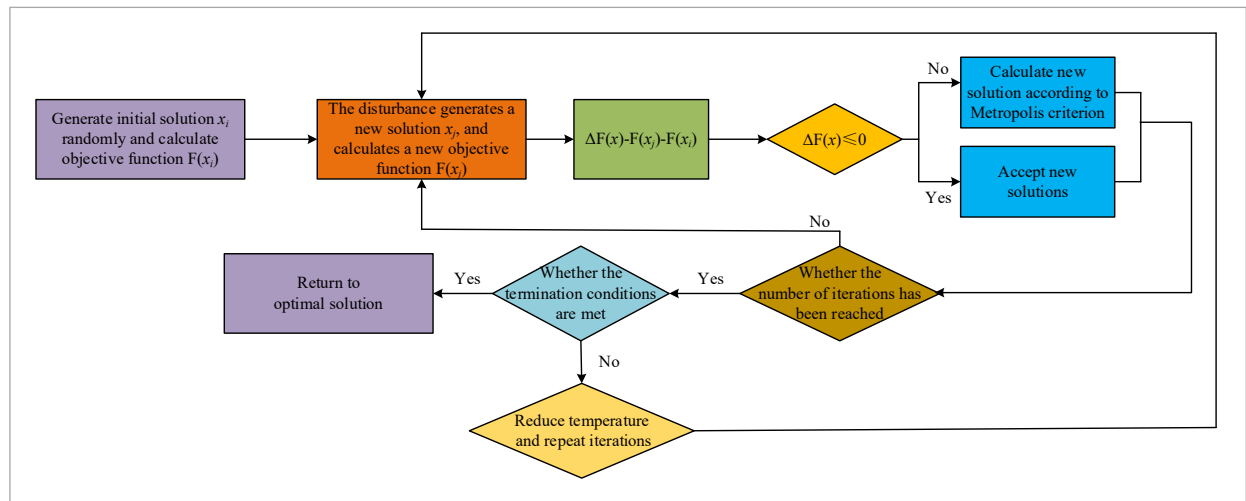 Generate initial solution xi
randomly and calculate
objective function F(xi)
The disturbance generates a
new solution xj, and
calculates a new objective
function F(xj)
ΔF(x)-F(xj)-F(xi)
ΔF(x)≤0
No
Calculate new
solution according to
Metropolis criterion
Yes
Accept new
solutions
No
Whether the
number of iterations has
been reached
Yes
Whether the
termination conditions
are met
Yes
Return to
optimal solution
No
Reduce temperature
and repeat iterations